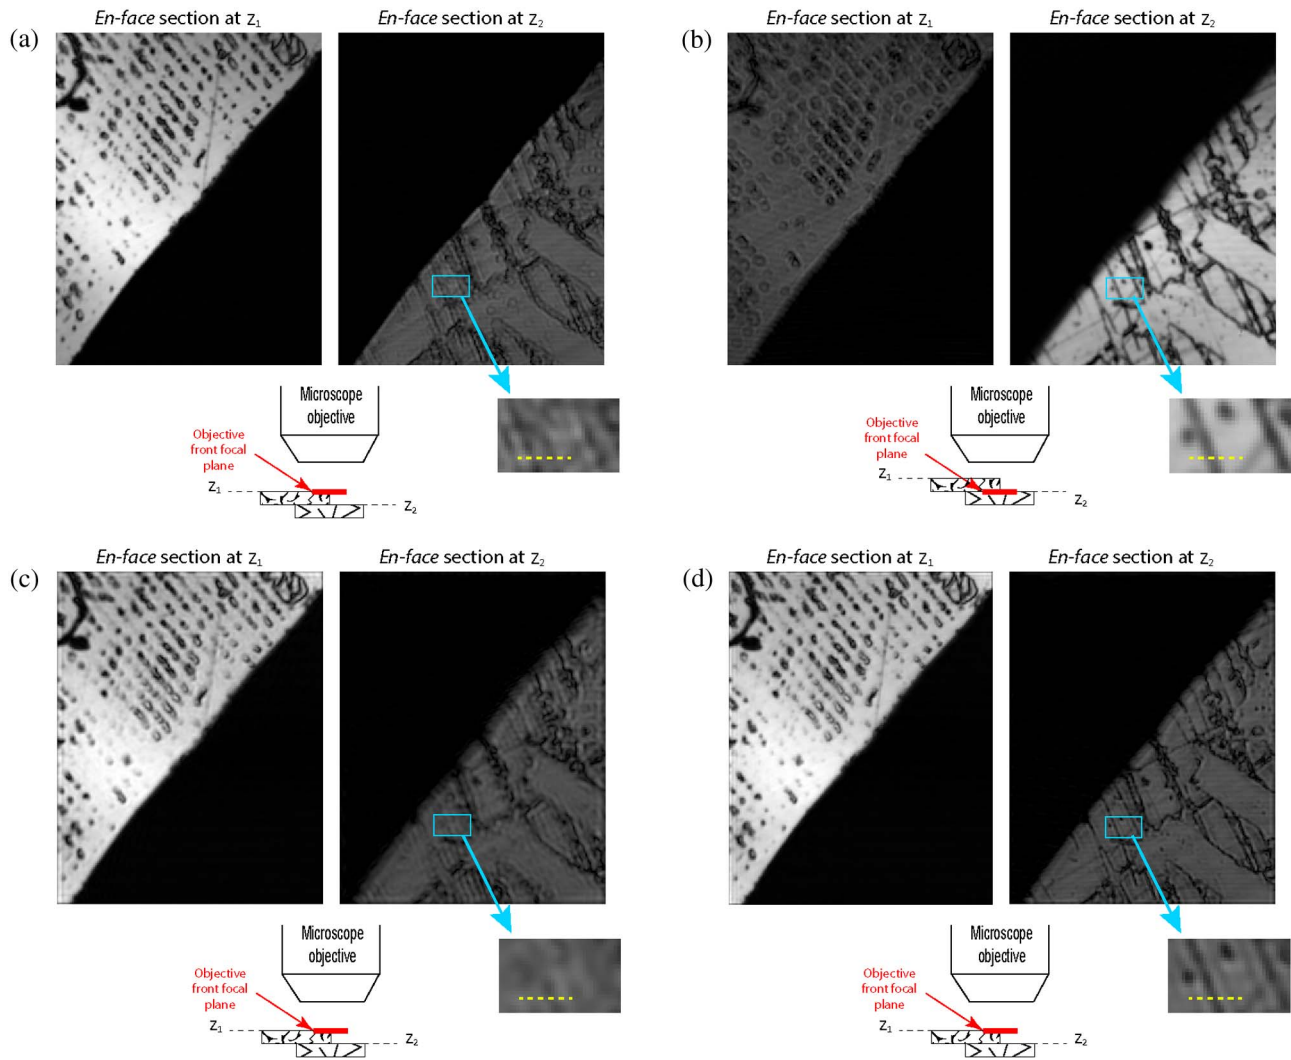 (a)
En-face section at z1
En-face section at z2
Microscope
objective
Objective
front focal
plane
z1
z2
(b)
En-face section at z1
En-face section at z2
Microscope
objective
Objective
front focal
plane
z1
z2
(c)
En-face section at z1
En-face section at z2
Microscope
objective
Objective
front focal
plane
z1
z2
(d)
En-face section at z1
En-face section at z2
Microscope
objective
Objective
front focal
plane
z1
z2